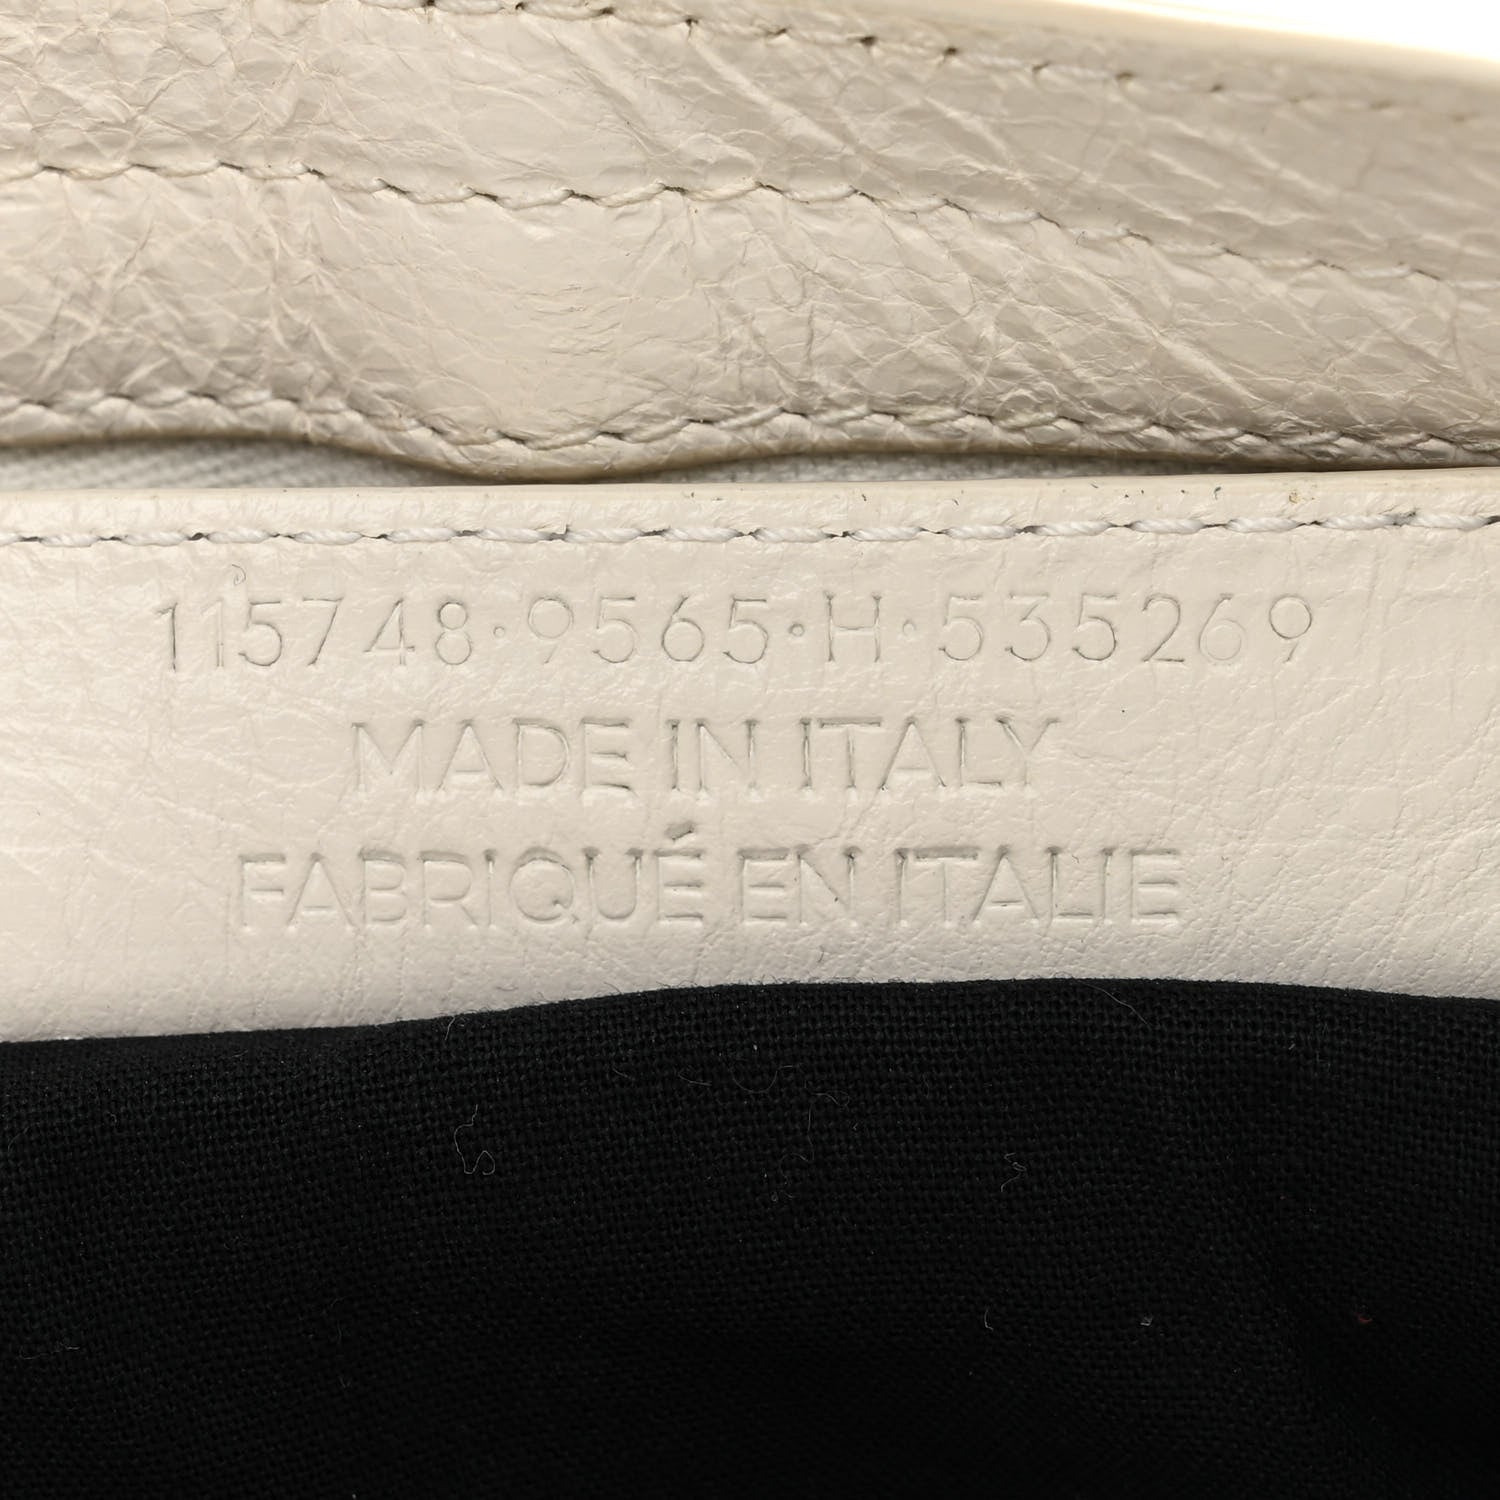 115748·9565·H·535269
MADE IN ITALY
FABRIQUÉ EN ITALIE